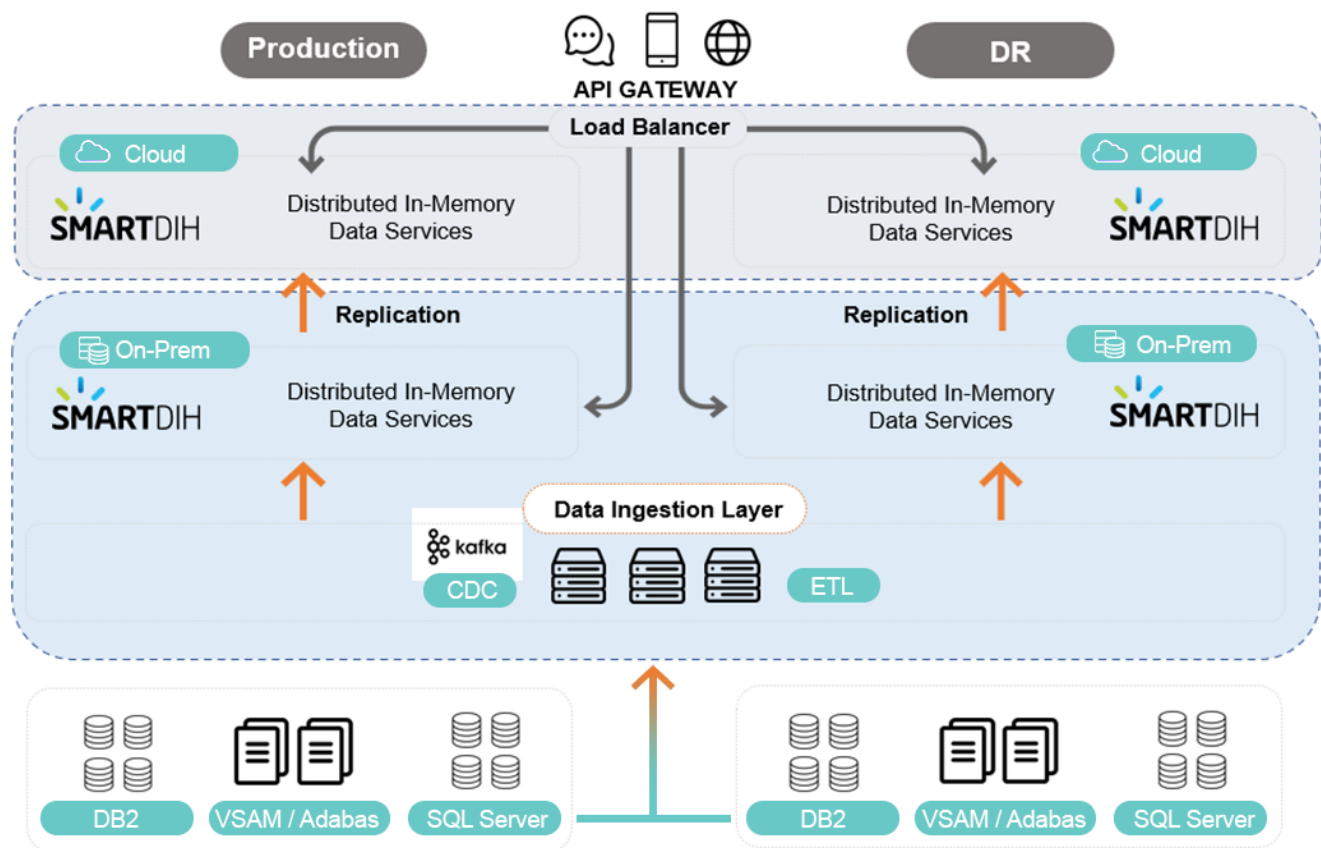 Production
DR
API GATEWAY
Load Balancer
Cloud
Cloud
SMARTDIH
Distributed In-Memory
Data Services
Distributed In-Memory
Data Services
SMARTDIH
Replication
Replication
On-Prem
On-Prem
SMARTDIH
Distributed In-Memory
Data Services
Distributed In-Memory
Data Services
SMARTDIH
Data Ingestion Layer
kafka
CDC
ETL
DB2
VSAM / Adabas
SQL Server
DB2
VSAM / Adabas
SQL Server